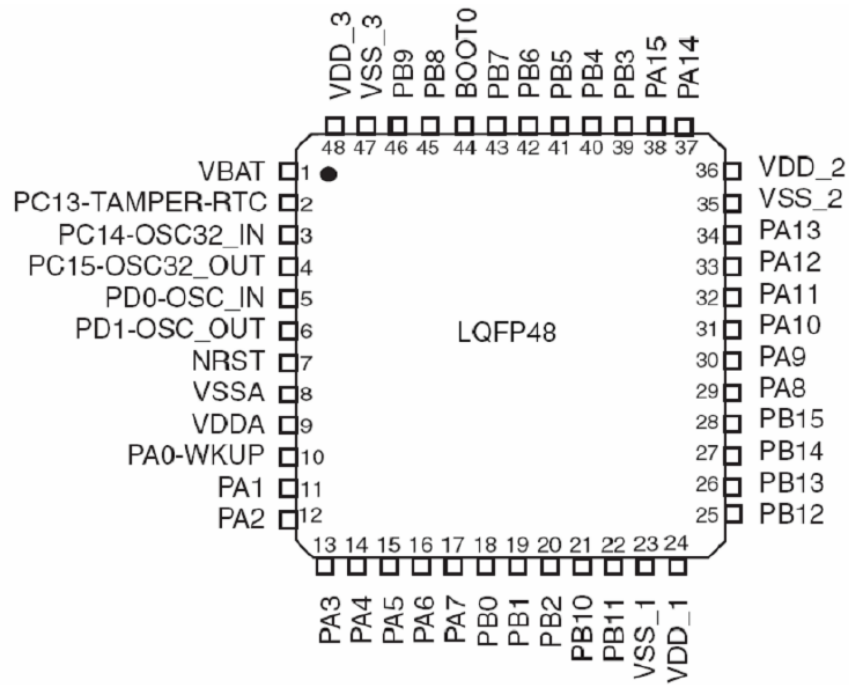 VDD_3
VSS_3
PB9
PB8
BOOT0
PB7
PB6
PB5
PB4
PB3
PA15
PA14
48 47 46 45 44 43 42 41 40 39 38 37
VBAT 1
PC13-TAMPER-RTC 2
PC14-OSC32_IN 3
PC15-OSC32_OUT 4
PD0-OSC_IN 5
PD1-OSC_OUT 6
NRST 7
VSSA 8
VDDA 9
PA0-WKUP 10
PA1 11
PA2 12
LQFP48
36 VDD_2
35 VSS_2
34 PA13
33 PA12
32 PA11
31 PA10
30 PA9
29 PA8
28 PB15
27 PB14
26 PB13
25 PB12
13 14 15 16 17 18 19 20 21 22 23 24
PA3
PA4
PA5
PA6
PA7
PB0
PB1
PB2
PB10
PB11
VSS_1
VDD_1